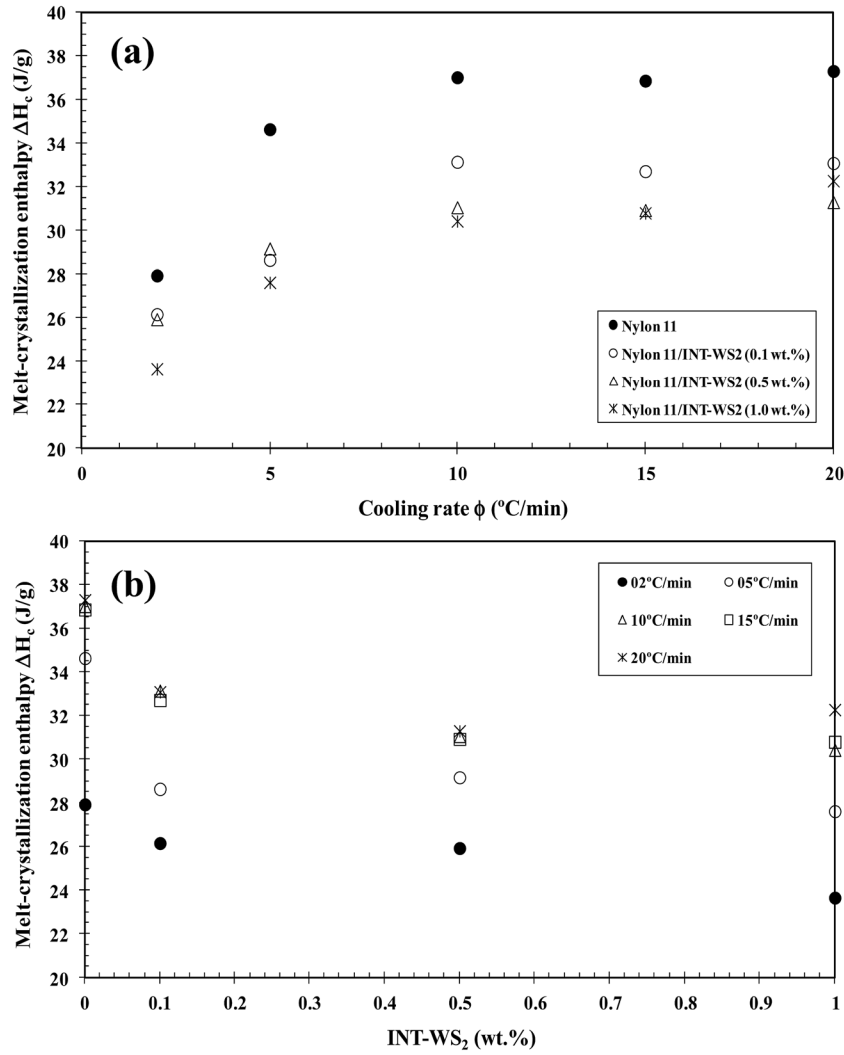 (a)
Melt-crystallization enthalpy ΔHc (J/g)
40
38
36
34
32
30
28
26
24
22
20
0 5 10 15 20
Cooling rate ϕ (ºC/min)
Nylon 11
Nylon 11/INT-WS2 (0.1 wt.%)
Nylon 11/INT-WS2 (0.5 wt.%)
Nylon 11/INT-WS2 (1.0 wt.%)
(b)
Melt-crystallization enthalpy ΔHc (J/g)
40
38
36
34
32
30
28
26
24
22
20
0 0.1 0.2 0.3 0.4 0.5 0.6 0.7 0.8 0.9 1
INT-WS2 (wt.%)
02ºC/min 05ºC/min
10ºC/min 15ºC/min
20ºC/min